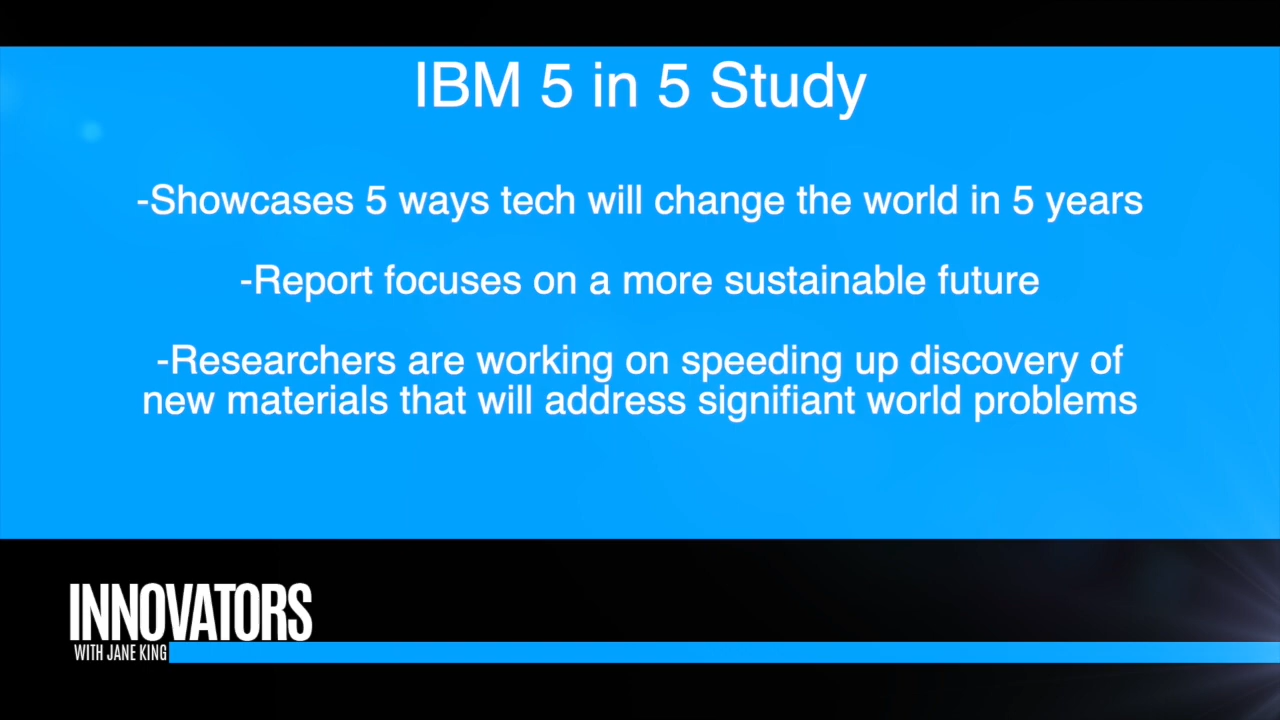 IBM 5 in 5 Study
-Showcases 5 ways tech will change the world in 5 years
-Report focuses on a more sustainable future
-Researchers are working on speeding up discovery of
new materials that will address signifiant world problems
INNOVATORS
WITH JANE KING